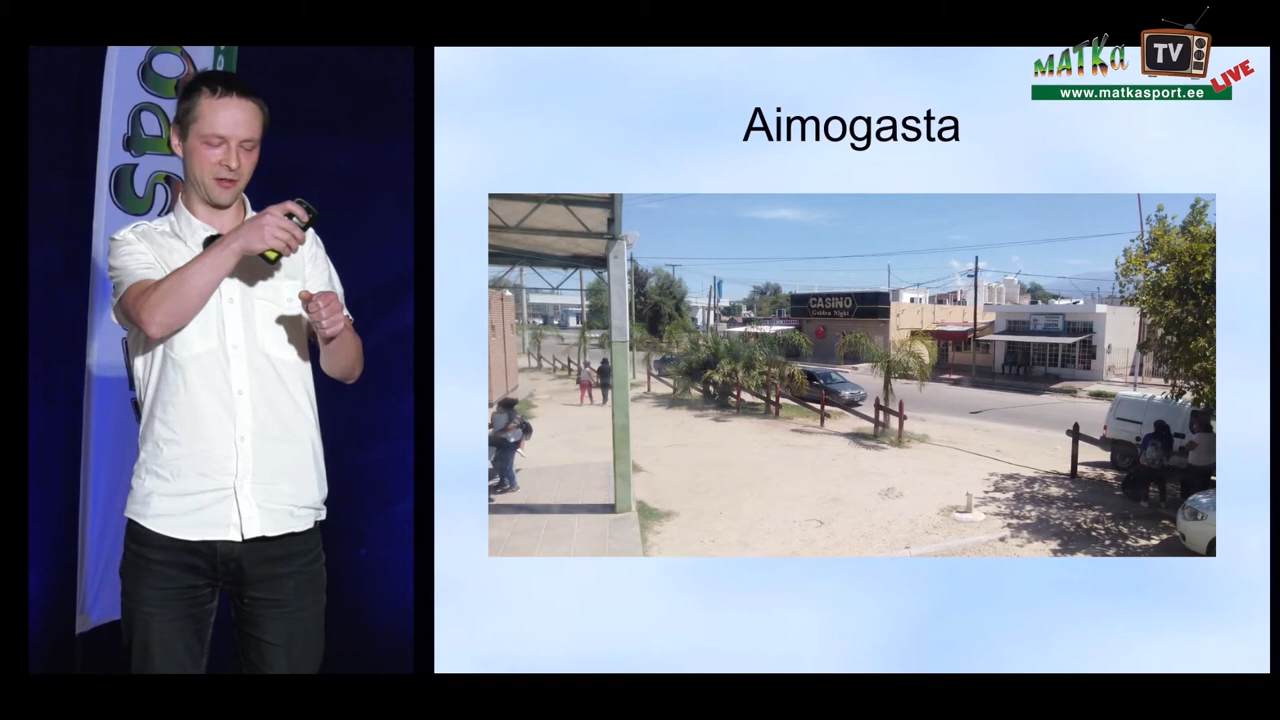 MATKa
TV
LIVE
www.matkasport.ee
Aimogasta
CASINO
Golden Night